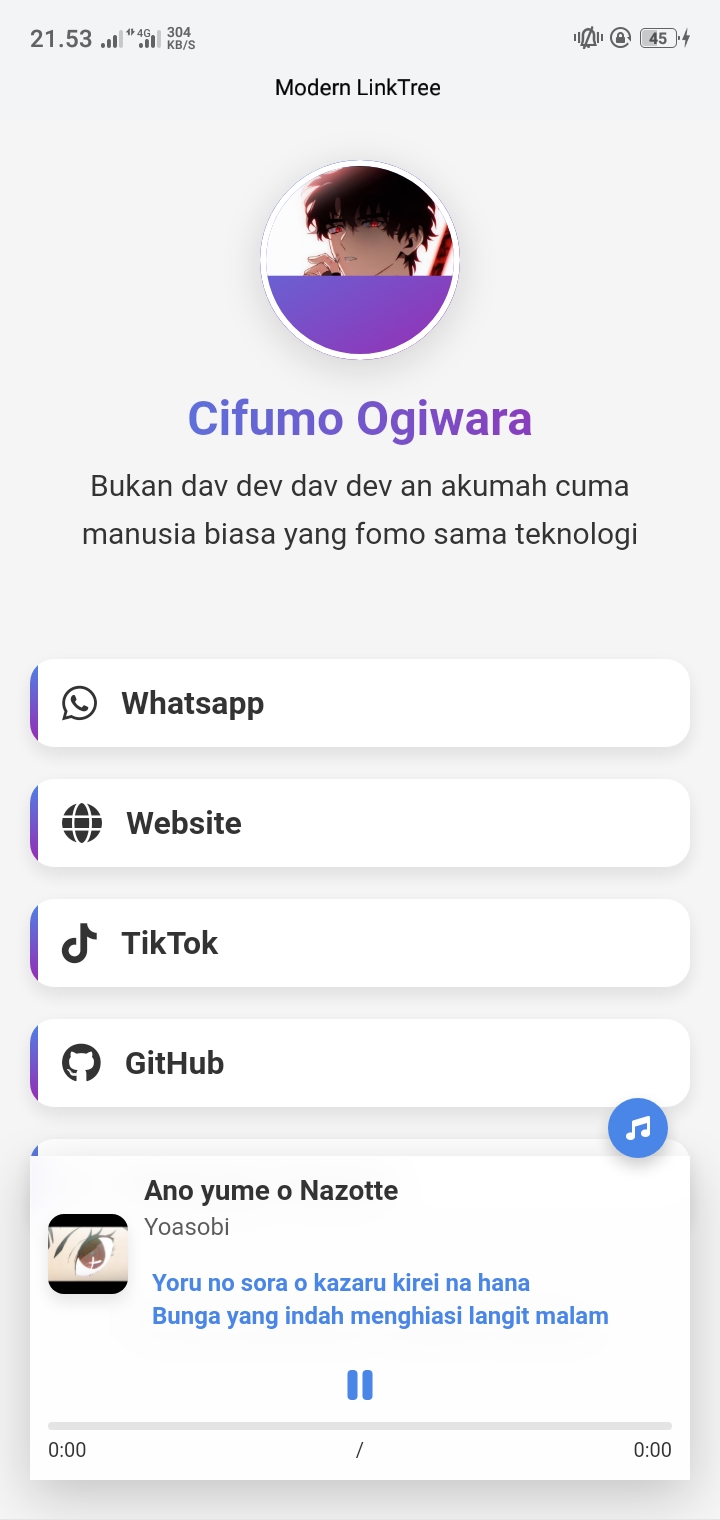 21.53 4G 304 KB/S 45
Modern LinkTree
Cifumo Ogiwara
Bukan dav dev dav dev an akumah cuma
manusia biasa yang fomo sama teknologi
Whatsapp
Website
TikTok
GitHub
Ano yume o Nazotte
Yoasobi
Yoru no sora o kazaru kirei na hana
Bunga yang indah menghiasi langit malam
0:00 / 0:00